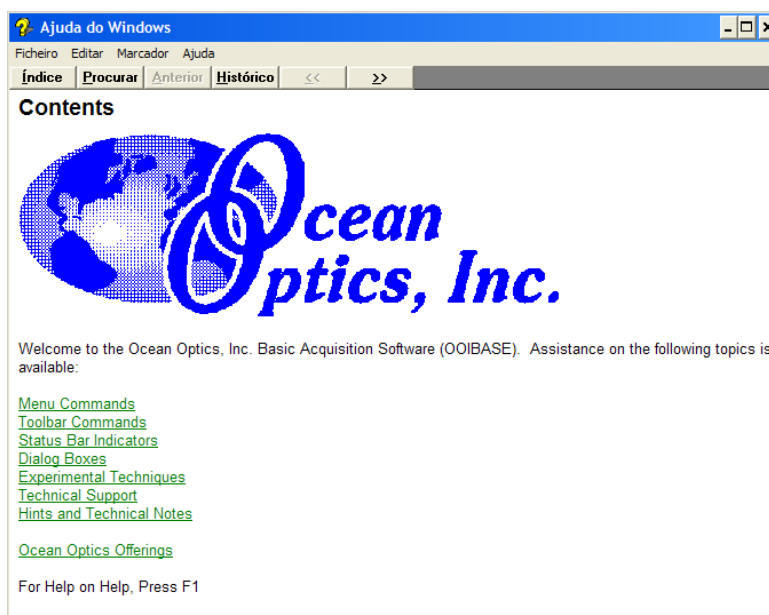 Ajuda do Windows
Ficheiro Editar Marcador Ajuda
Índice Procurar Anterior Histórico << >>
Contents
Ocean
Optics, Inc.
Welcome to the Ocean Optics, Inc. Basic Acquisition Software (OOIBASE). Assistance on the following topics is
available:
Menu Commands
Toolbar Commands
Status Bar Indicators
Dialog Boxes
Experimental Techniques
Technical Support
Hints and Technical Notes
Ocean Optics Offerings
For Help on Help, Press F1